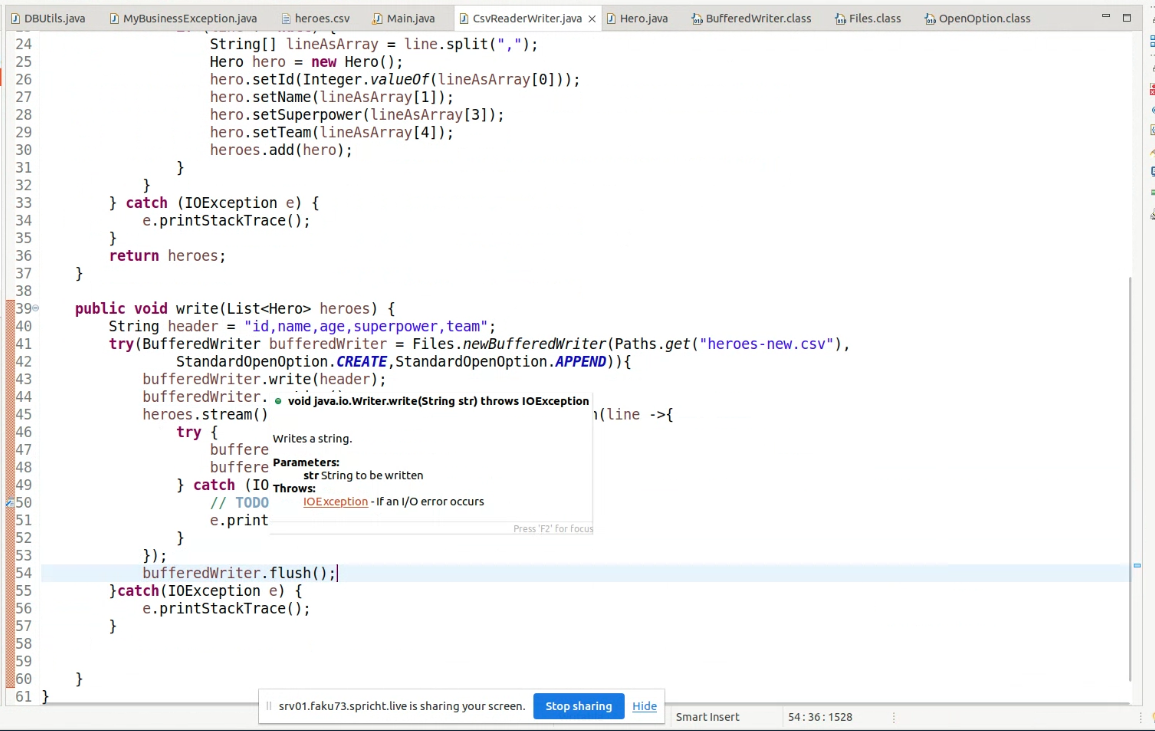 DBUtils.java MyBusinessException.java heroes.csv Main.java CsvReaderWriter.java × Hero.java BufferedWriter.class Files.class OpenOption.class
24 String[] lineAsArray = line.split(",");
25 Hero hero = new Hero();
26 hero.setId(Integer.valueOf(lineAsArray[0]));
27 hero.setName(lineAsArray[1]);
28 hero.setSuperpower(lineAsArray[3]);
29 hero.setTeam(lineAsArray[4]);
30 heroes.add(hero);
31 }
32 }
33 } catch (IOException e) {
34 e.printStackTrace();
35 }
36 return heroes;
37 }
38
39 public void write(List<Hero> heroes) {
40 String header = "id,name,age,superpower,team";
41 try(BufferedWriter bufferedWriter = Files.newBufferedWriter(Paths.get("heroes-new.csv"),
42 StandardOpenOption.CREATE,StandardOpenOption.APPEND)){
43 bufferedWriter.write(header);
44 bufferedWriter.
void java.io.Writer.write(String str) throws IOException
45 heroes.stream() (line ->{
46 try {
Writes a string.
47 buffere
Parameters:
48 buffere
str String to be written
49 } catch (IO
Throws:
50 // TODO
IOException - If an I/O error occurs
51 e.print
Press 'F2' for focus
52 }
53 });
54 bufferedWriter.flush();
55 }catch(IOException e) {
56 e.printStackTrace();
57 }
58
59
60 }
61 }
srv01.faku73.spricht.live is sharing your screen. Stop sharing Hide
Smart Insert 54:36:1528